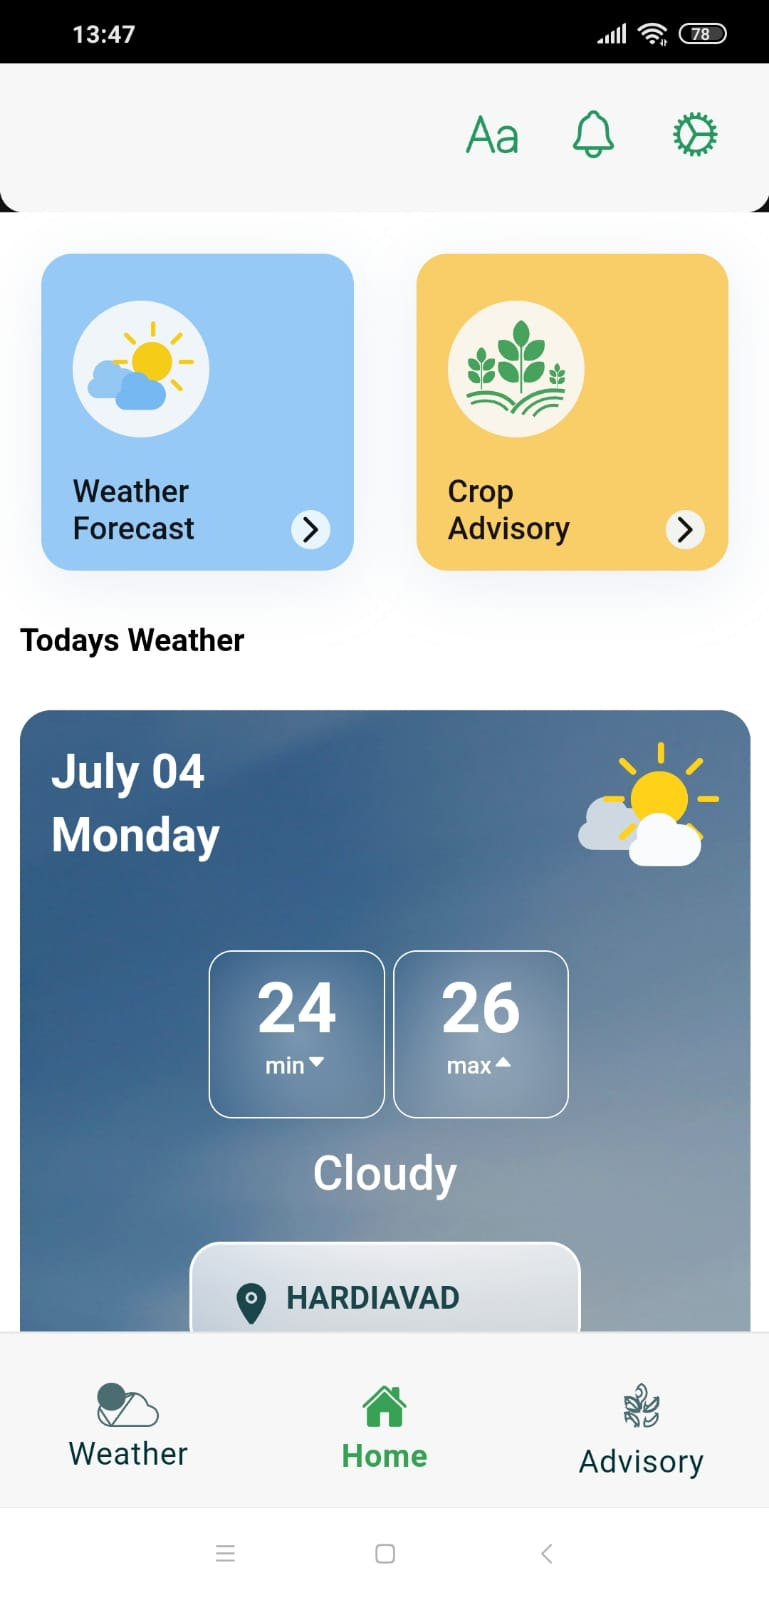 13:47
78
Aa
Weather
Forecast
Crop
Advisory
Todays Weather
July 04
Monday
24
min
26
max
Cloudy
HARDIAVAD
Weather
Home
Advisory